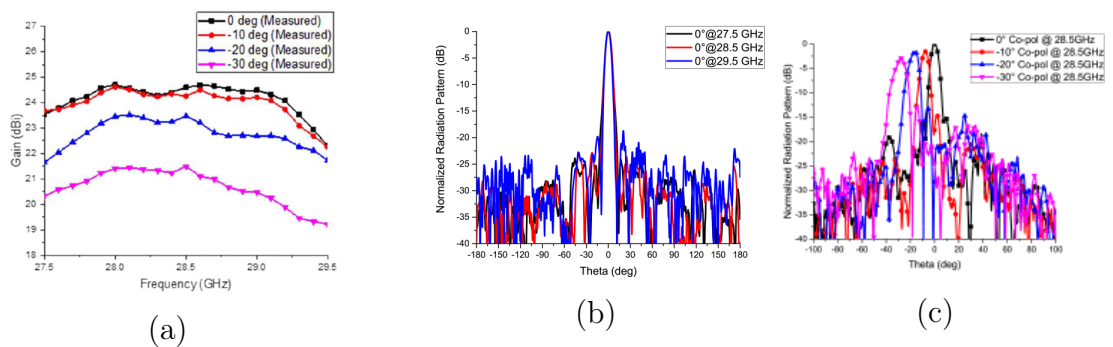 0 deg (Measured)
-10 deg (Measured)
-20 deg (Measured)
-30 deg (Measured)
27
26
25
24
23
22
21
20
19
18
Gain (dBi)
27.5 28.0 28.5 29.0 29.5
Frequency (GHz)
(a)
0°@27.5 GHz
0°@28.5 GHz
0°@29.5 GHz
0
-5
-10
-15
-20
-25
-30
-35
-40
Normalized Radiation Pattern (dB)
-180 -150 -120 -90 -60 -30 0 30 60 90 120 150 180
Theta (deg)
(b)
0° Co-pol @ 28.5GHz
-10° Co-pol @ 28.5GHz
-20° Co-pol @ 28.5GHz
-30° Co-pol @ 28.5GHz
0
-5
-10
-15
-20
-25
-30
-35
-40
Normalized Radiation Pattern (dB)
-100 -80 -60 -40 -20 0 20 40 60 80 100
Theta (deg)
(c)